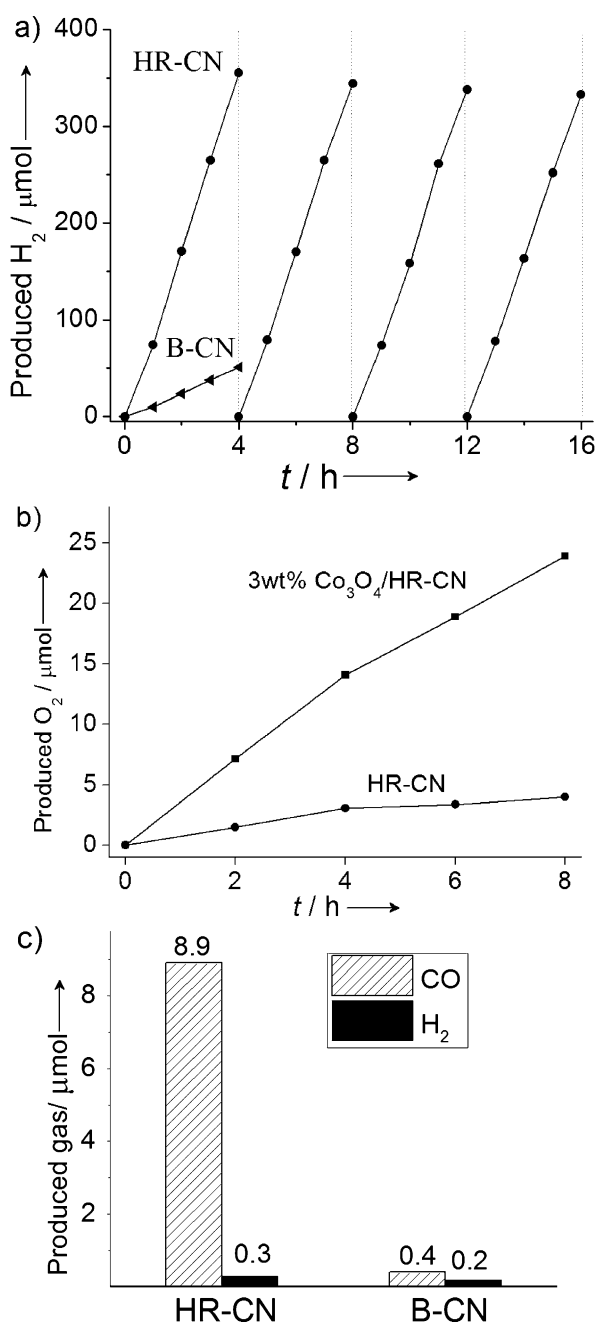 a)
400
HR-CN
300
200
100
B-CN
0
Produced H₂ / μmol
0 4 8 12 16
t / h
b)
25
3wt% Co₃O₄/HR-CN
20
15
10
HR-CN
5
0
Produced O₂ / μmol
0 2 4 6 8
t / h
c)
8.9
CO
H₂
8
6
4
2
Produced gas/ μmol
0.3
0.4 0.2
HR-CN B-CN